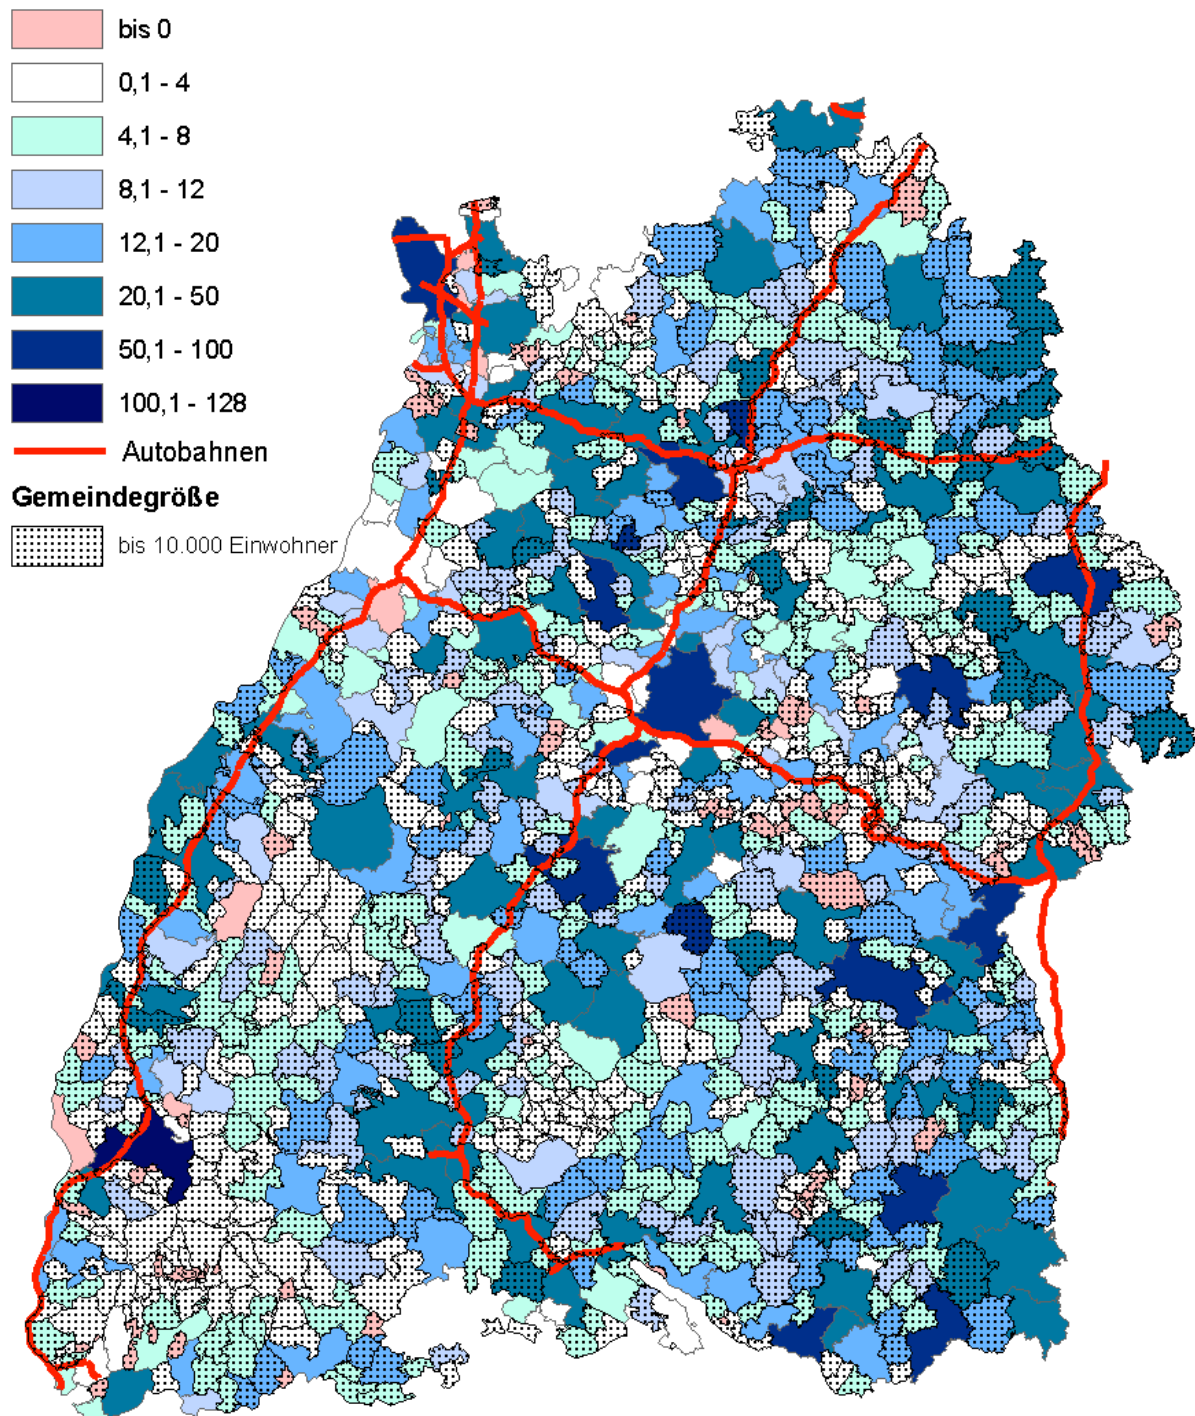 bis 0
0,1 - 4
4,1 - 8
8,1 - 12
12,1 - 20
20,1 - 50
50,1 - 100
100,1 - 128
Autobahnen
Gemeindegröße
bis 10.000 Einwohner